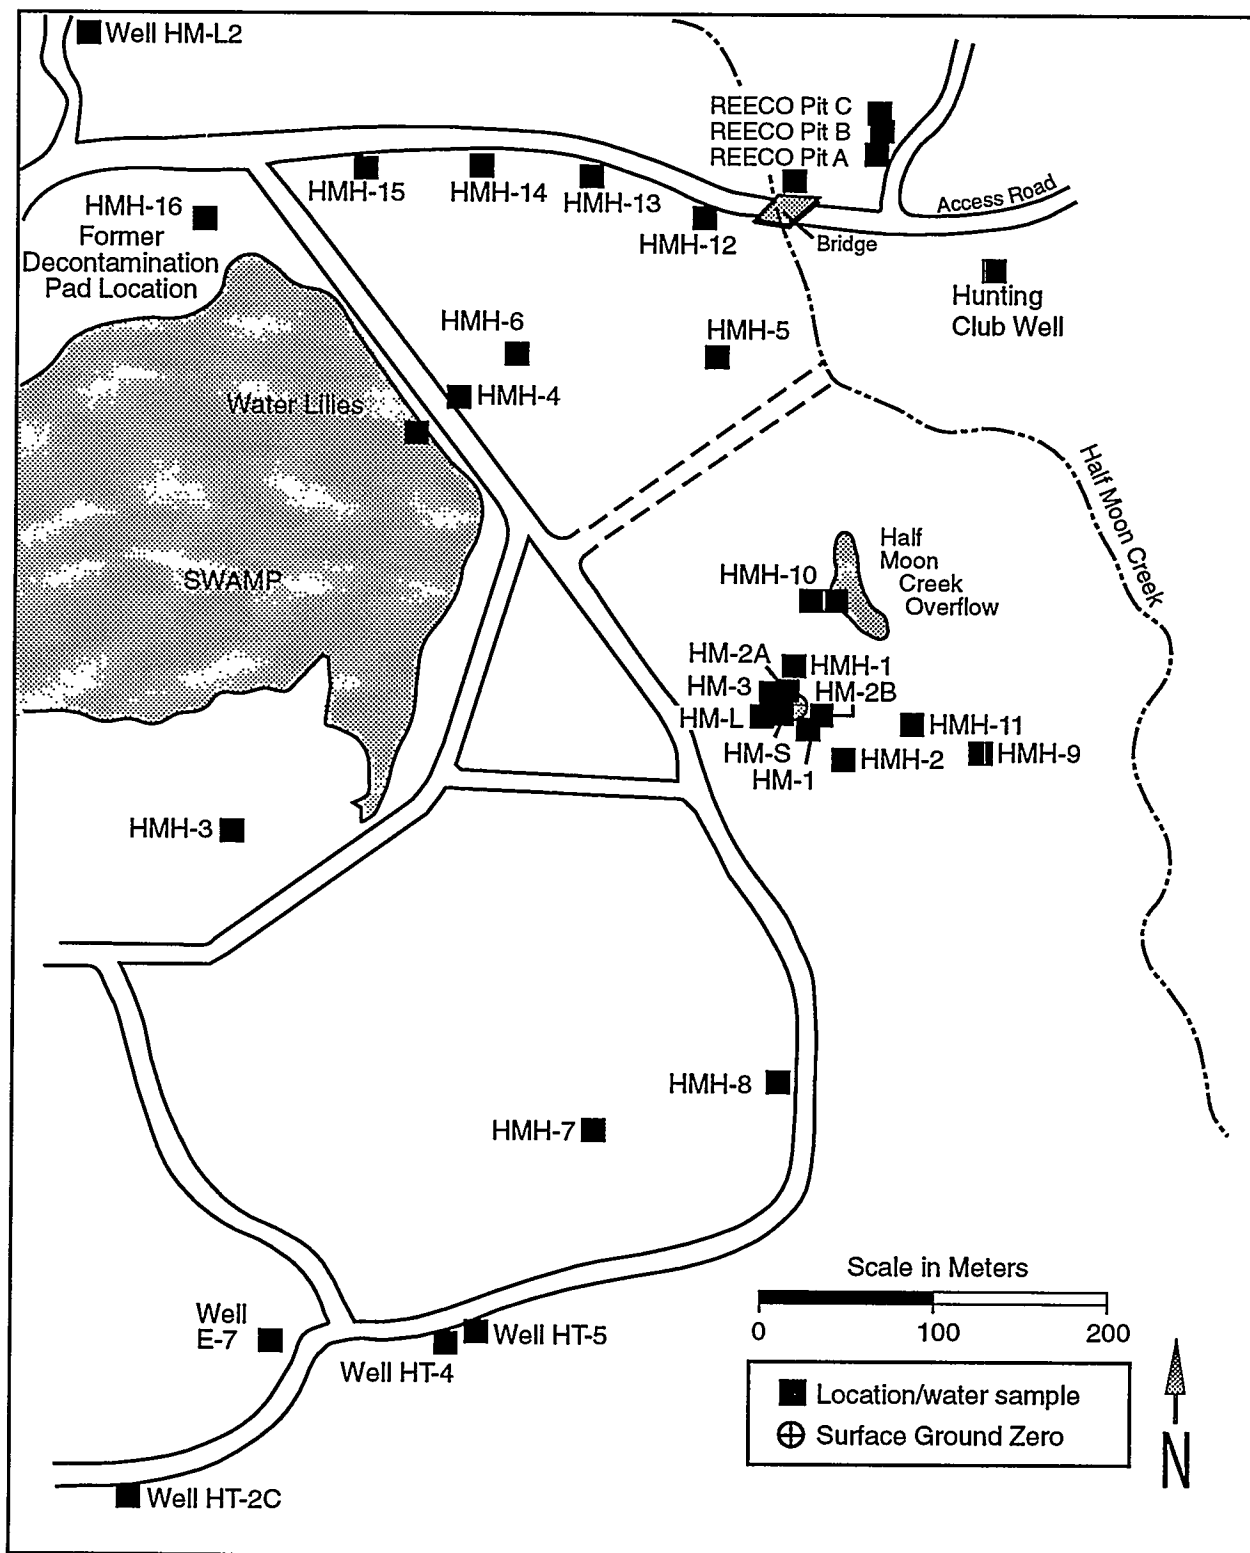 Well HM-L2
REECO Pit C
REECO Pit B
REECO Pit A
HMH-15
HMH-14
HMH-13
HMH-12
Bridge
Access Road
HMH-16
Former
Decontamination
Pad Location
Hunting
Club Well
HMH-6
HMH-5
HMH-4
Water Lilies
Half Moon Creek
SWAMP
Half
Moon
Creek
Overflow
HMH-10
HM-2A
HMH-1
HM-3
HM-2B
HM-L
HMH-11
HM-S
HMH-2
HMH-9
HM-1
HMH-3
HMH-8
HMH-7
Scale in Meters
0 100 200
Well
E-7
Well HT-5
Well HT-4
Location/water sample
Surface Ground Zero
N
Well HT-2C